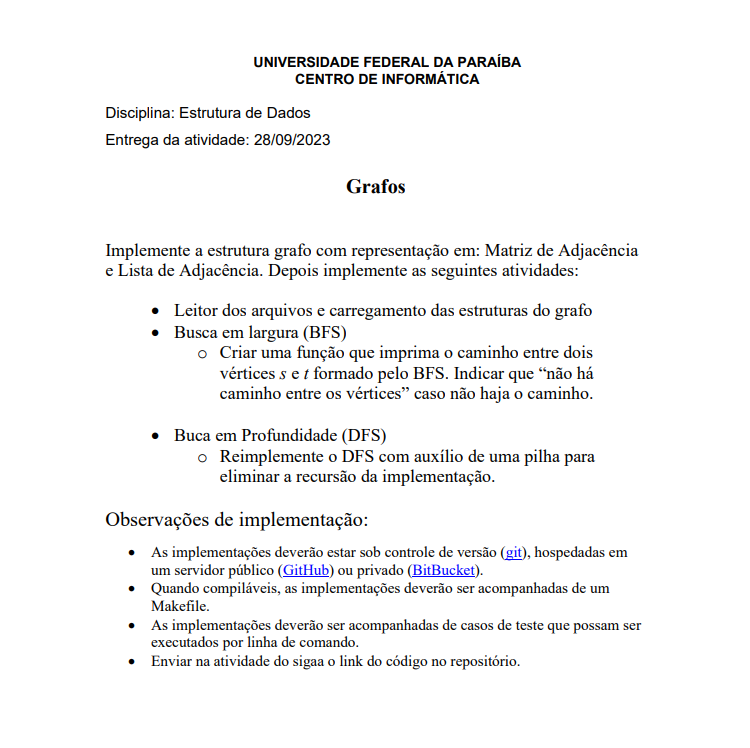 UNIVERSIDADE FEDERAL DA PARAÍBA
CENTRO DE INFORMÁTICA
Disciplina: Estrutura de Dados
Entrega da atividade: 28/09/2023
Grafos
Implemente a estrutura grafo com representação em: Matriz de Adjacência
e Lista de Adjacência. Depois implemente as seguintes atividades:
• Leitor dos arquivos e carregamento das estruturas do grafo
• Busca em largura (BFS)
o Criar uma função que imprima o caminho entre dois
vértices s e t formado pelo BFS. Indicar que “não há
caminho entre os vértices” caso não haja o caminho.
• Buca em Profundidade (DFS)
o Reimplemente o DFS com auxílio de uma pilha para
eliminar a recursão da implementação.
Observações de implementação:
• As implementações deverão estar sob controle de versão (git), hospedadas em
um servidor público (GitHub) ou privado (BitBucket).
• Quando compiláveis, as implementações deverão ser acompanhadas de um
Makefile.
• As implementações deverão ser acompanhadas de casos de teste que possam ser
executados por linha de comando.
• Enviar na atividade do sigaa o link do código no repositório.